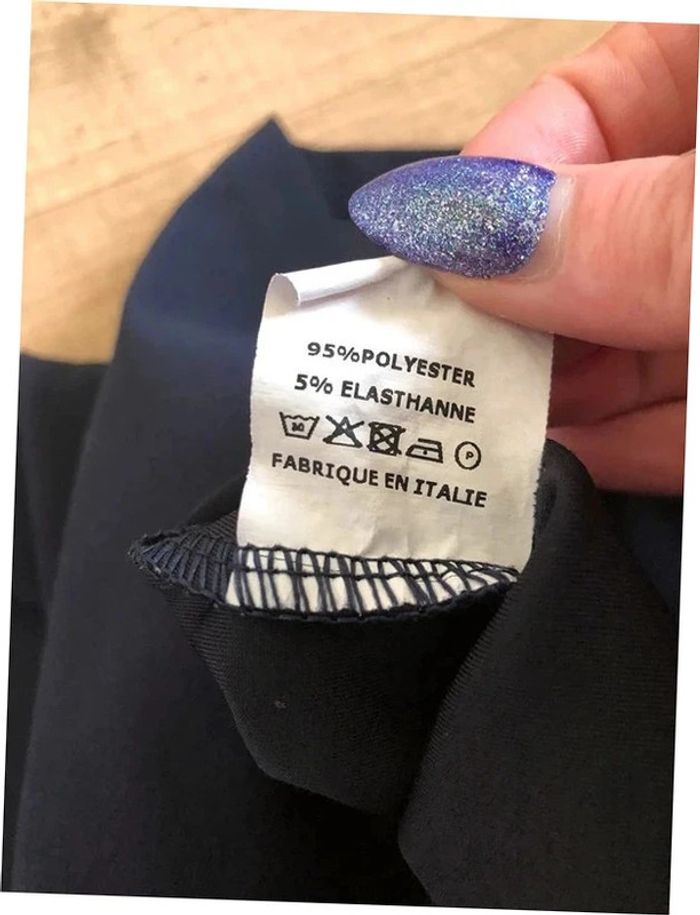 95%POLYESTER
5% ELASTHANNE
P
FABRIQUE EN ITALIE